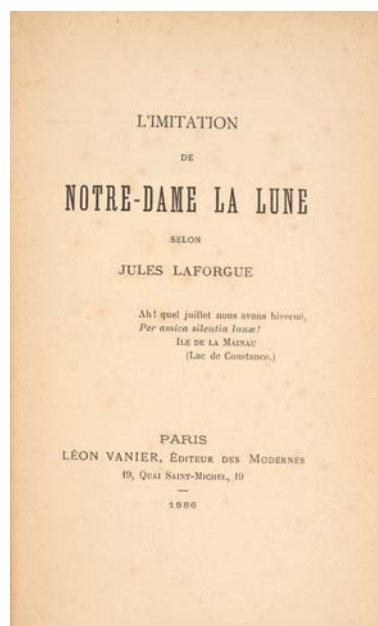 L'IMITATION
DE
NOTRE-DAME LA LUNE
SELON
JULES LAFORGUE
Ah! quel juillet nous avons hiverné,
Per amica silentia lunæ!
ILE DE LA MAINAU
(Lac de Constance.)
PARIS
LÉON VANIER, ÉDITEUR DES MODERNES
19, QUAI SAINT-MICHEL, 19
—
1886